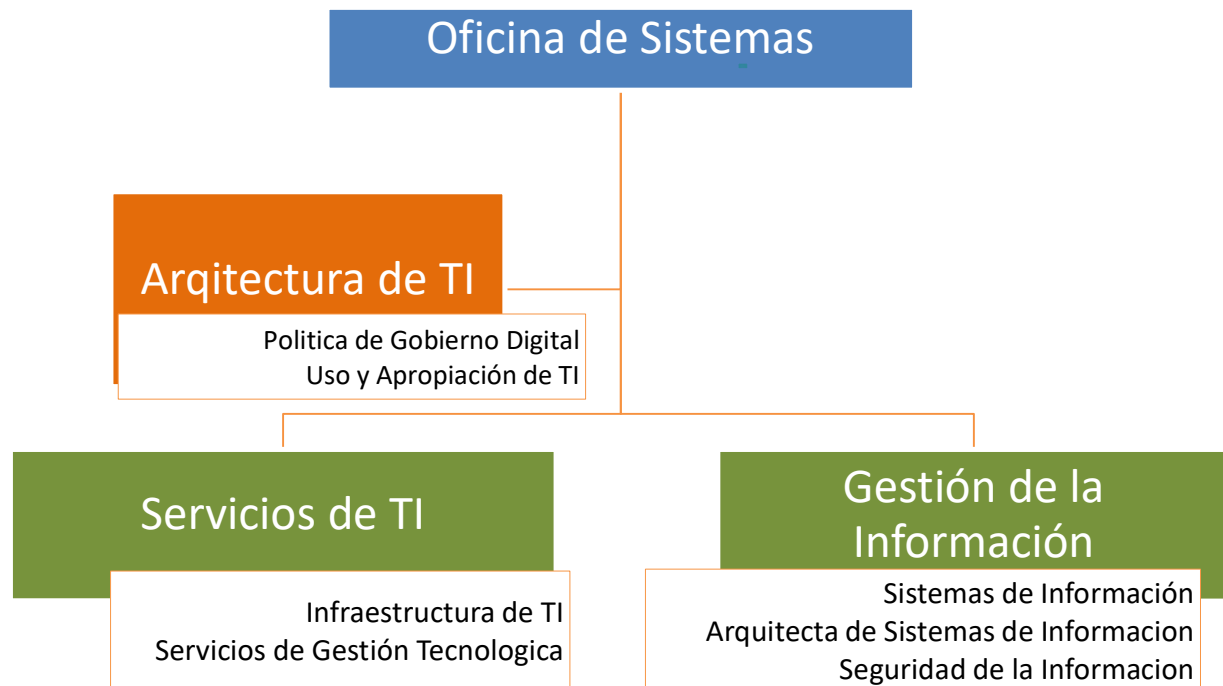 Oficina de Sistemas
Arqitectura de TI
Politica de Gobierno Digital
Uso y Apropiación de TI
Servicios de TI
Infraestructura de TI
Servicios de Gestión Tecnologica
Gestión de la
Información
Sistemas de Información
Arquitecta de Sistemas de Informacion
Seguridad de la Informacion